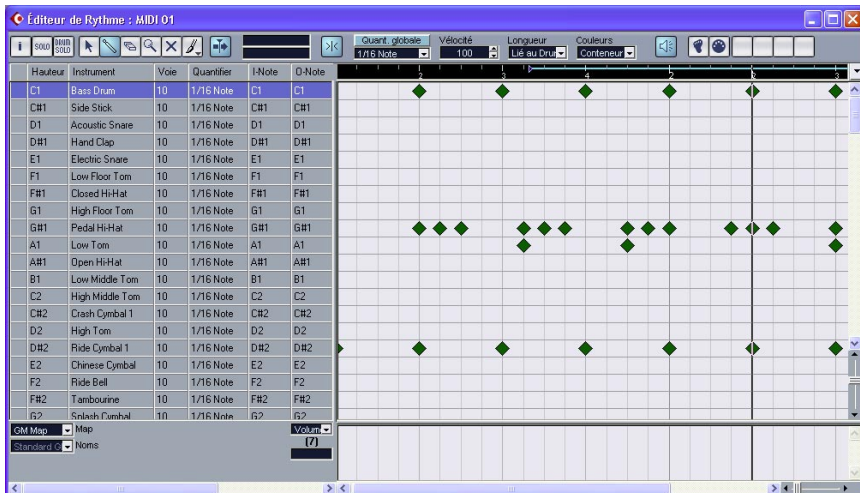 Éditeur de Rythme : MIDI 01
i SOLO DRUM SOLO Quant. globale Vélocité Longueur Couleurs
1/16 Note 100 Lié au Drur Conteneur
Hauteur Instrument Voie Quantifier I-Note O-Note 2 3 4 2 2 3
C1 Bass Drum 10 1/16 Note C1 C1
C#1 Side Stick 10 1/16 Note C#1 C#1
D1 Acoustic Snare 10 1/16 Note D1 D1
D#1 Hand Clap 10 1/16 Note D#1 D#1
E1 Electric Snare 10 1/16 Note E1 E1
F1 Low Floor Tom 10 1/16 Note F1 F1
F#1 Closed Hi-Hat 10 1/16 Note F#1 F#1
G1 High Floor Tom 10 1/16 Note G1 G1
G#1 Pedal Hi-Hat 10 1/16 Note G#1 G#1
A1 Low Tom 10 1/16 Note A1 A1
A#1 Open Hi-Hat 10 1/16 Note A#1 A#1
B1 Low Middle Tom 10 1/16 Note B1 B1
C2 High Middle Tom 10 1/16 Note C2 C2
C#2 Crash Cymbal 1 10 1/16 Note C#2 C#2
D2 High Tom 10 1/16 Note D2 D2
D#2 Ride Cymbal 1 10 1/16 Note D#2 D#2
E2 Chinese Cymbal 10 1/16 Note E2 E2
F2 Ride Bell 10 1/16 Note F2 F2
F#2 Tambourine 10 1/16 Note F#2 F#2
G2 Splash Cymbal 10 1/16 Note G2 G2
GM Map Map Volum
Standard G Noms (7)